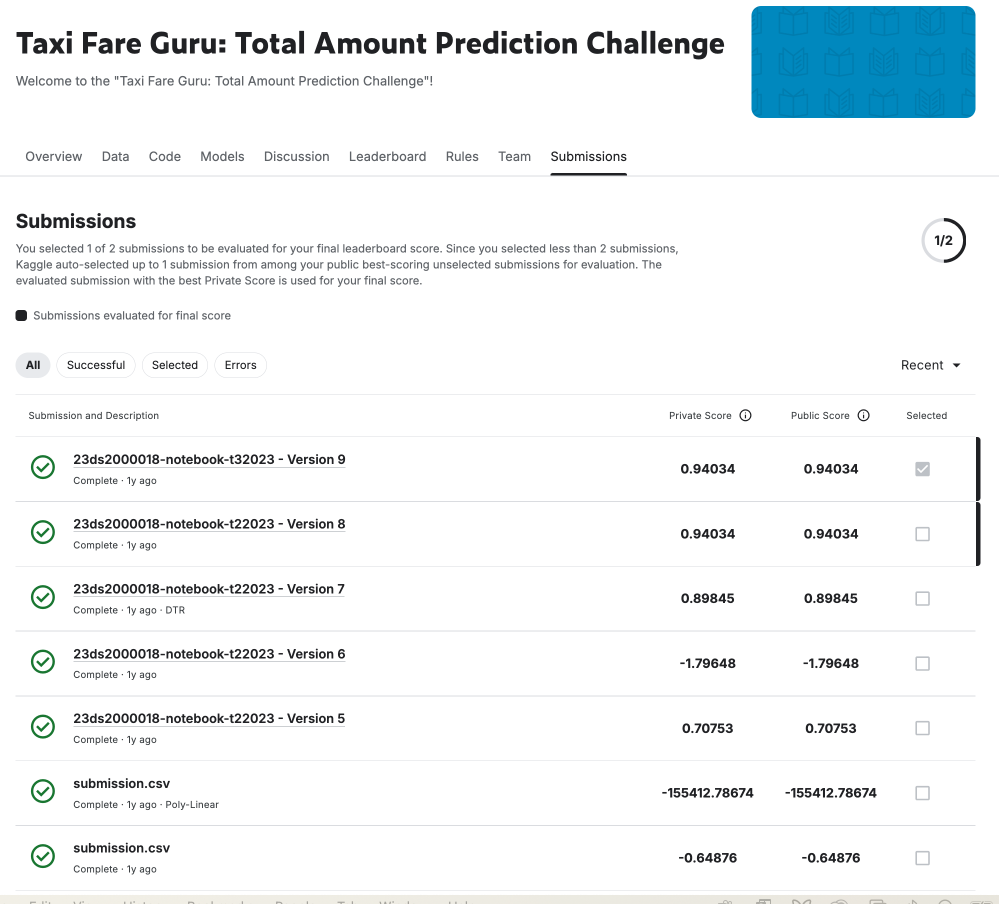 Taxi Fare Guru: Total Amount Prediction Challenge
Welcome to the "Taxi Fare Guru: Total Amount Prediction Challenge"!
Overview Data Code Models Discussion Leaderboard Rules Team Submissions
Submissions
You selected 1 of 2 submissions to be evaluated for your final leaderboard score. Since you selected less than 2 submissions,
Kaggle auto-selected up to 1 submission from among your public best-scoring unselected submissions for evaluation. The
evaluated submission with the best Private Score is used for your final score.
1/2
Submissions evaluated for final score
All Successful Selected Errors Recent
Submission and Description Private Score Public Score Selected
23ds2000018-notebook-t32023 - Version 9 0.94034 0.94034
Complete · 1y ago
23ds2000018-notebook-t22023 - Version 8 0.94034 0.94034
Complete · 1y ago
23ds2000018-notebook-t22023 - Version 7 0.89845 0.89845
Complete · 1y ago · DTR
23ds2000018-notebook-t22023 - Version 6 -1.79648 -1.79648
Complete · 1y ago
23ds2000018-notebook-t22023 - Version 5 0.70753 0.70753
Complete · 1y ago
submission.csv -155412.78674 -155412.78674
Complete · 1y ago · Poly-Linear
submission.csv -0.64876 -0.64876
Complete · 1y ago